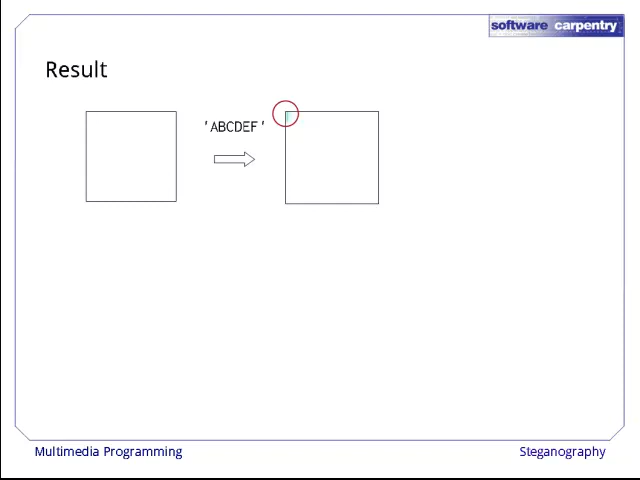 software carpentry
Result
'ABCDEF'
Multimedia Programming
Steganography